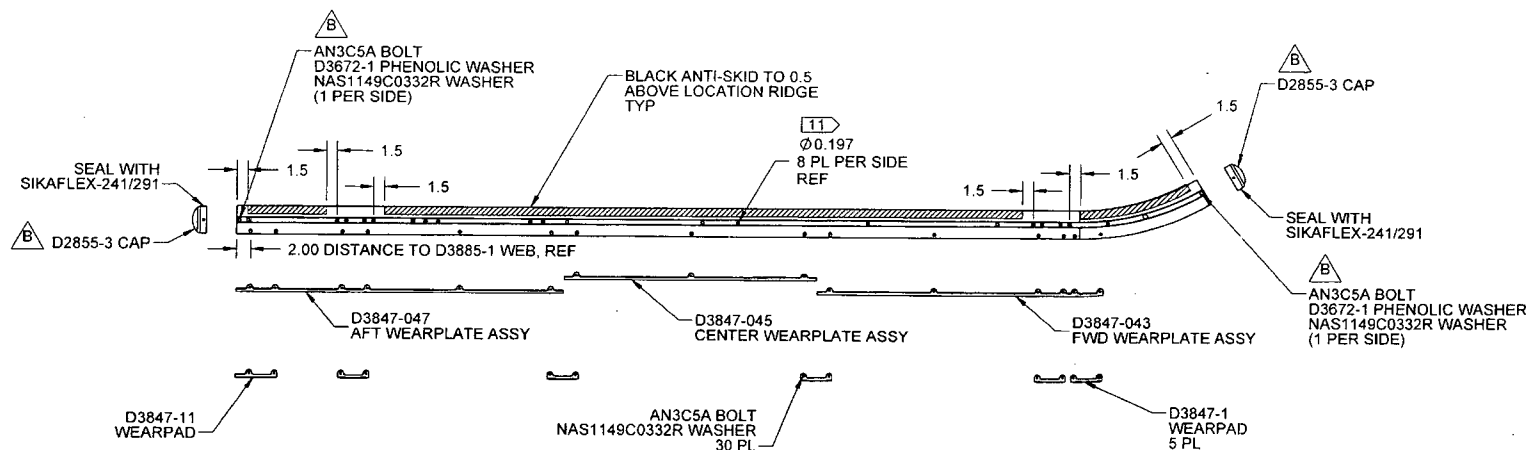 B
AN3C5A BOLT
D3672-1 PHENOLIC WASHER
NAS1149C0332R WASHER
(1 PER SIDE)
BLACK ANTI-SKID TO 0.5
ABOVE LOCATION RIDGE
TYP
B
D2855-3 CAP
1.5
11
Ø0.197
8 PL PER SIDE
REF
1.5
1.5
1.5
1.5
SEAL WITH
SIKAFLEX-241/291
B D2855-3 CAP
2.00 DISTANCE TO D3885-1 WEB, REF
SEAL WITH
SIKAFLEX-241/291
B
AN3C5A BOLT
D3672-1 PHENOLIC WASHER
NAS1149C0332R WASHER
(1 PER SIDE)
D3847-047
AFT WEARPLATE ASSY
D3847-045
CENTER WEARPLATE ASSY
D3847-043
FWD WEARPLATE ASSY
D3847-11
WEARPAD
AN3C5A BOLT
NAS1149C0332R WASHER
30 PL
D3847-1
WEARPAD
5 PL